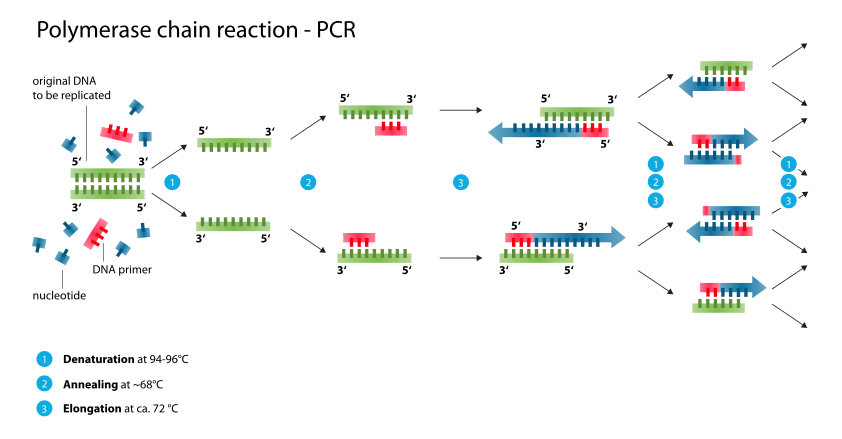 Polymerase chain reaction - PCR
original DNA
to be replicated
5‘ 3‘
3‘ 5‘
DNA primer
nucleotide
5‘ 3‘
1
3‘ 5‘
5‘ 3‘
2
3‘ 5‘
5‘ 3‘
3‘ 5‘
3
5‘ 3‘
3‘ 5‘
1
2
3
1
2
3
1 Denaturation at 94-96°C
2 Annealing at ~68°C
3 Elongation at ca. 72 °C